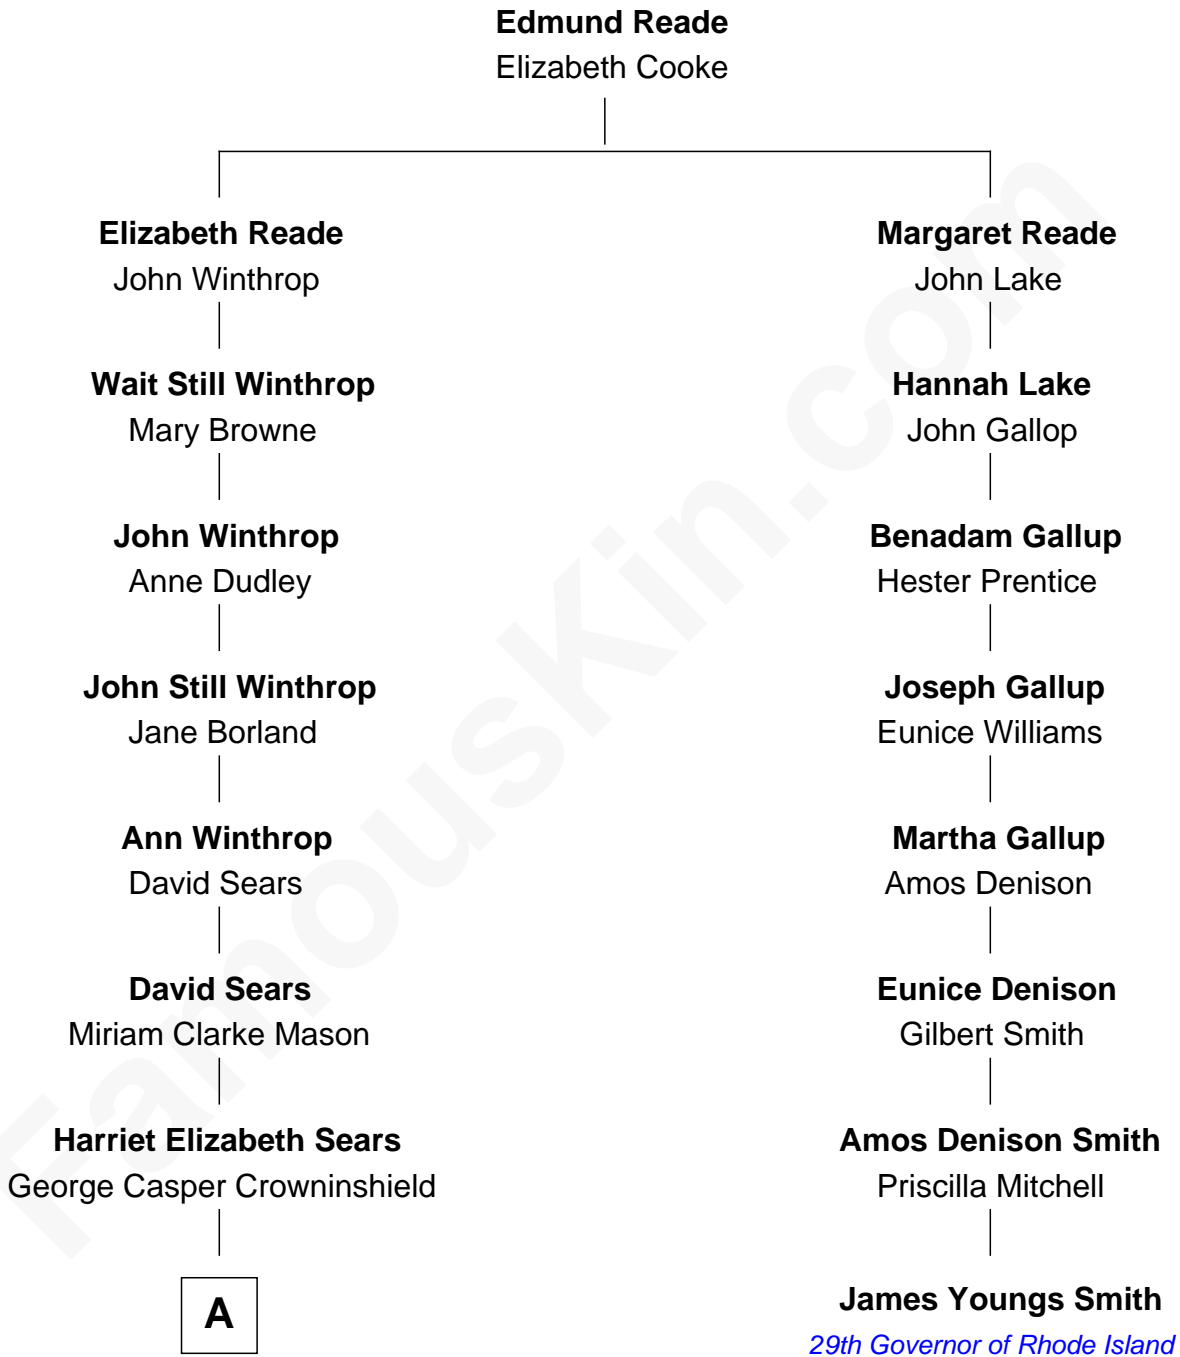 Edmund Reade
Elizabeth Cooke
Elizabeth Reade
John Winthrop
Margaret Reade
John Lake
Wait Still Winthrop
Mary Browne
Hannah Lake
John Gallop
John Winthrop
Anne Dudley
Benadam Gallup
Hester Prentice
John Still Winthrop
Jane Borland
Joseph Gallup
Eunice Williams
Ann Winthrop
David Sears
Martha Gallup
Amos Denison
David Sears
Miriam Clarke Mason
Eunice Denison
Gilbert Smith
Harriet Elizabeth Sears
George Casper Crowninshield
Amos Denison Smith
Priscilla Mitchell
A
James Youngs Smith
29th Governor of Rhode Island
FamousKin.com